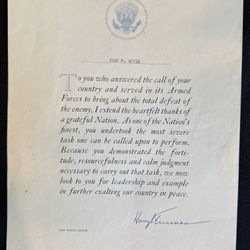 JOHN F. DOYLE
To you who answered the call of your
country and served in its Armed
Forces to bring about the total defeat of
the enemy, I extend the heartfelt thanks
of a grateful Nation. As one of the Nation's
finest, you undertook the most severe
task one can be called upon to perform.
Because you demonstrated the forti-
tude, resourcefulness and calm judgment
necessary to carry out that task, we now
look to you for leadership and example
in further exalting our country in peace.
Harry Truman
THE WHITE HOUSE